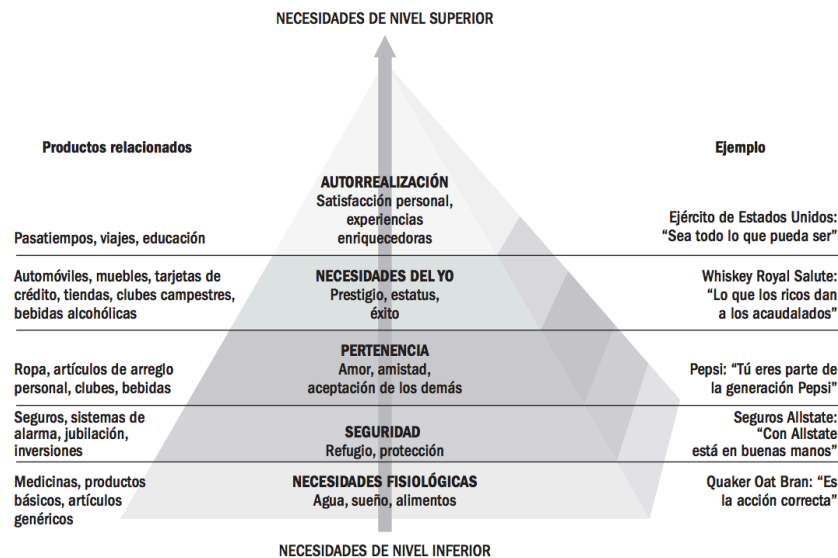 NECESIDADES DE NIVEL SUPERIOR
Productos relacionados
Ejemplo
AUTORREALIZACIÓN
Satisfacción personal,
experiencias
enriquecedoras
Pasatiempos, viajes, educación
Ejército de Estados Unidos:
“Sea todo lo que pueda ser”
Automóviles, muebles, tarjetas de
crédito, tiendas, clubes campestres,
bebidas alcohólicas
NECESIDADES DEL YO
Prestigio, estatus,
éxito
Whiskey Royal Salute:
“Lo que los ricos dan
a los acaudalados”
Ropa, artículos de arreglo
personal, clubes, bebidas
PERTENENCIA
Amor, amistad,
aceptación de los demás
Pepsi: “Tú eres parte de
la generación Pepsi”
Seguros, sistemas de
alarma, jubilación,
inversiones
SEGURIDAD
Refugio, protección
Seguros Allstate:
“Con Allstate
está en buenas manos”
Medicinas, productos
básicos, artículos
genéricos
NECESIDADES FISIOLÓGICAS
Agua, sueño, alimentos
Quaker Oat Bran: “Es
la acción correcta”
NECESIDADES DE NIVEL INFERIOR